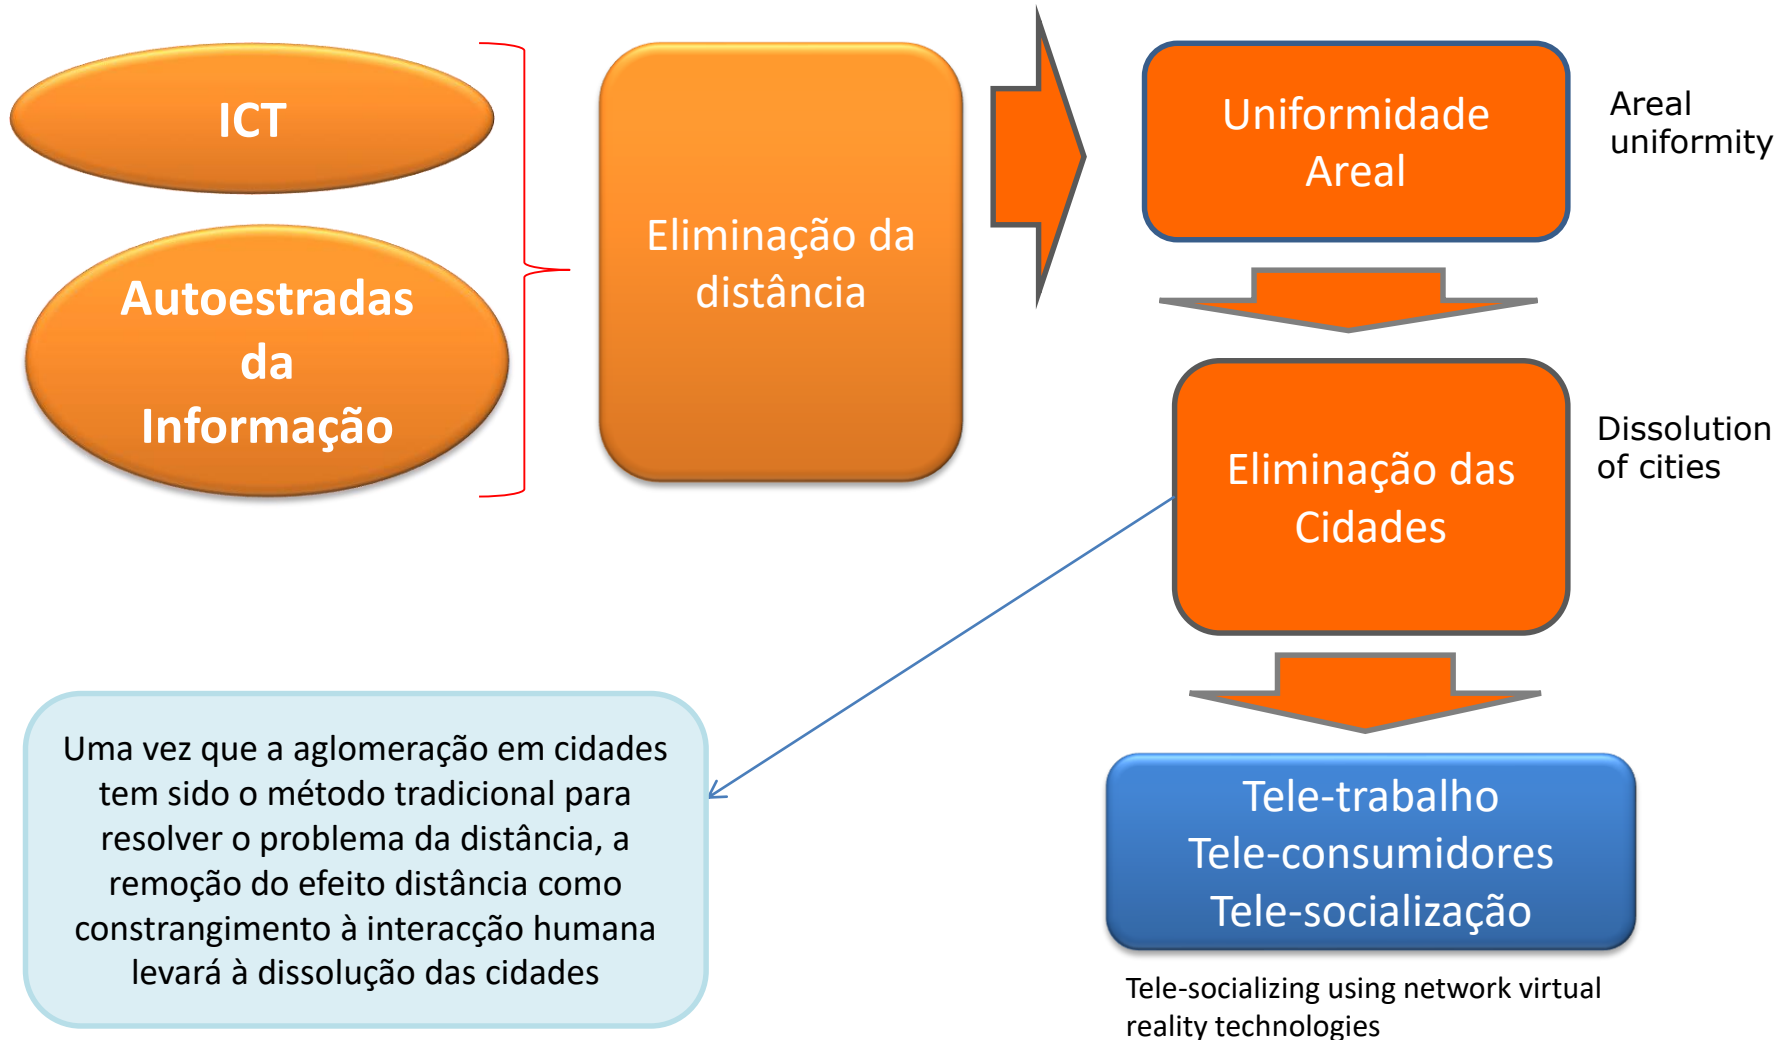 ICT
Autoestradas
da
Informação
Eliminação da
distância
Uniformidade
Areal
Areal
uniformity
Eliminação das
Cidades
Dissolution
of cities
Uma vez que a aglomeração em cidades
tem sido o método tradicional para
resolver o problema da distância, a
remoção do efeito distância como
constrangimento à interacção humana
levará à dissolução das cidades
Tele-trabalho
Tele-consumidores
Tele-socialização
Tele-socializing using network virtual
reality technologies